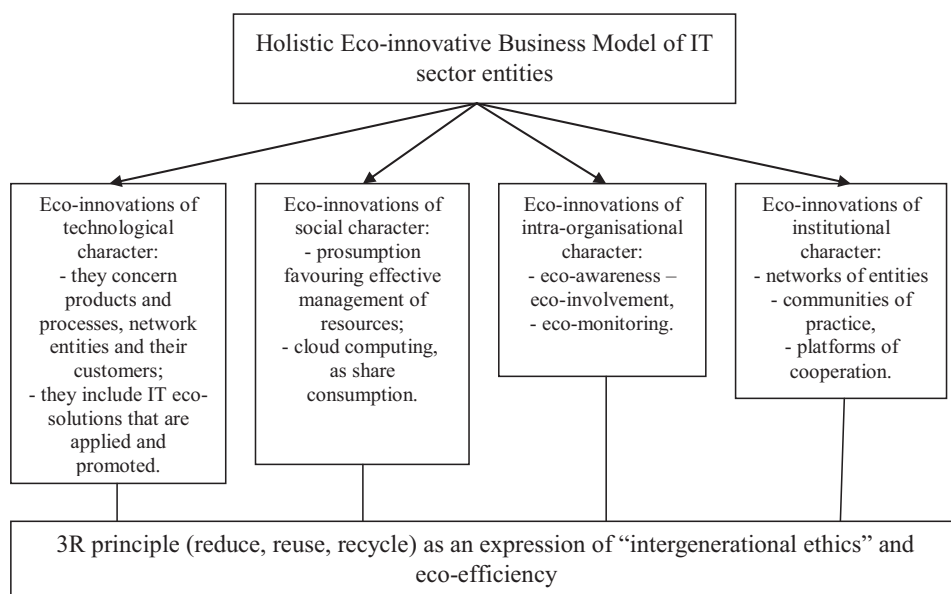 Holistic Eco-innovative Business Model of IT
sector entities
Eco-innovations of
technological
character:
- they concern
products and
processes, network
entities and their
customers;
- they include IT eco-
solutions that are
applied and
promoted.
Eco-innovations of
social character:
- prosumption
favouring effective
management of
resources;
- cloud computing,
as share
consumption.
Eco-innovations of
intra-organisational
character:
- eco-awareness –
eco-involvement,
- eco-monitoring.
Eco-innovations of
institutional
character:
- networks of entities
- communities of
practice,
- platforms of
cooperation.
3R principle (reduce, reuse, recycle) as an expression of “intergenerational ethics” and
eco-efficiency